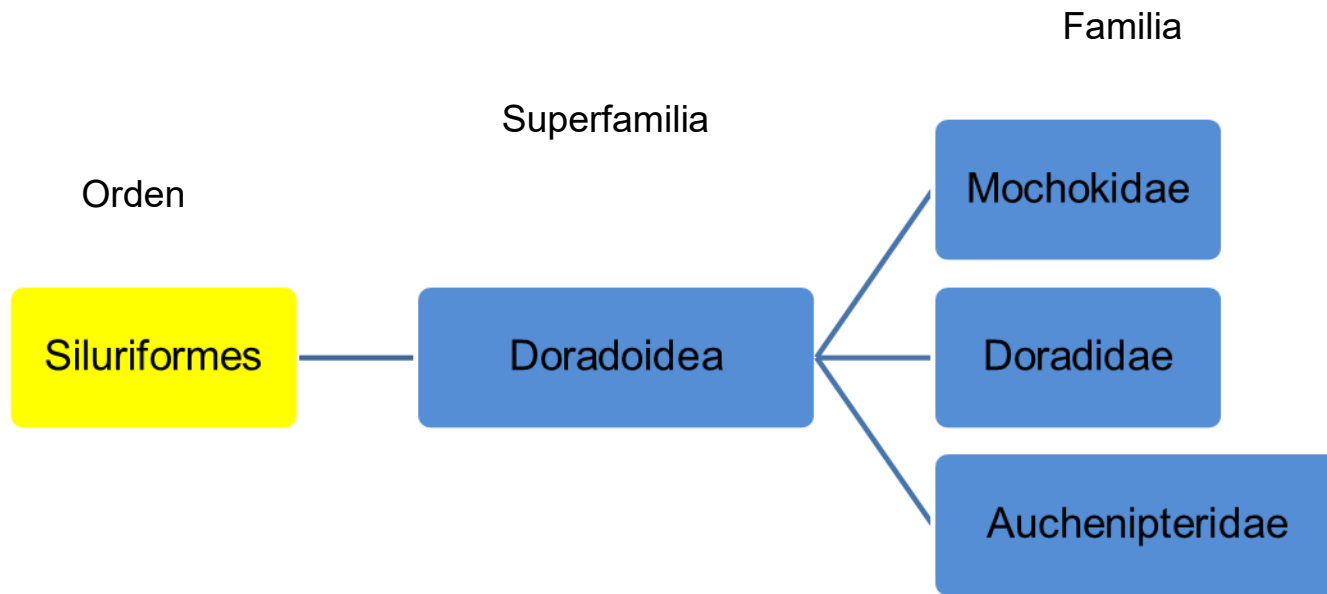 Familia
Superfamilia
Orden
Mochokidae
Siluriformes
Doradoidea
Doradidae
Auchenipteridae